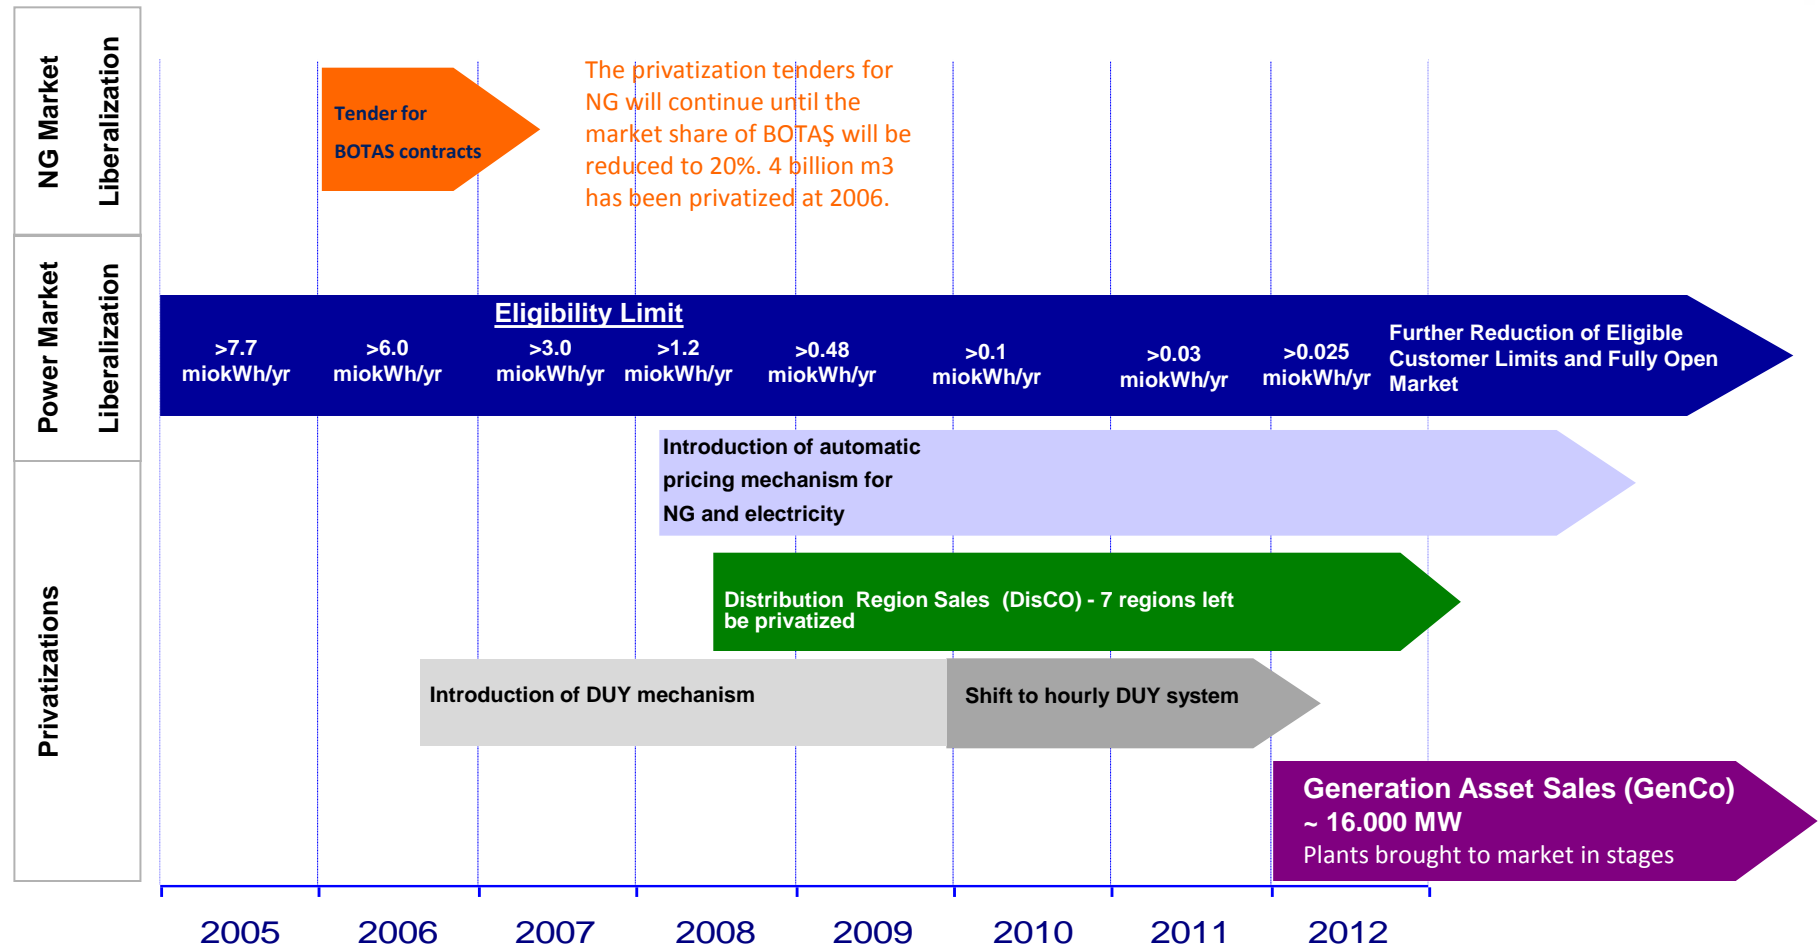 NG Market
Liberalization
Tender for
BOTAS contracts
The privatization tenders for
NG will continue until the
market share of BOTAŞ will be
reduced to 20%. 4 billion m3
has been privatized at 2006.
Power Market
Liberalization
Eligibility Limit
>7.7
miokWh/yr
>6.0
miokWh/yr
>3.0
miokWh/yr
>1.2
miokWh/yr
>0.48
miokWh/yr
>0.1
miokWh/yr
>0.03
miokWh/yr
>0.025
miokWh/yr
Further Reduction of Eligible
Customer Limits and Fully Open
Market
Privatizations
Introduction of automatic
pricing mechanism for
NG and electricity
Distribution Region Sales (DisCO) - 7 regions left
be privatized
Introduction of DUY mechanism
Shift to hourly DUY system
Generation Asset Sales (GenCo)
~ 16.000 MW
Plants brought to market in stages
2005 2006 2007 2008 2009 2010 2011 2012